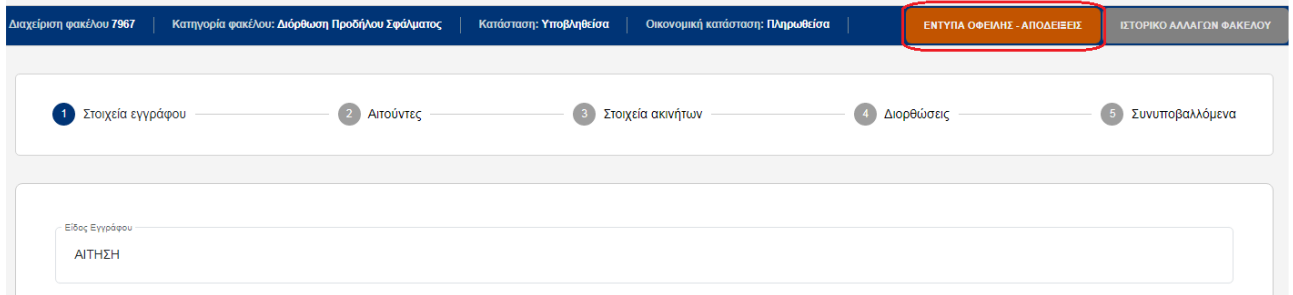 Διαχείριση φακέλου 7967 Κατηγορία φακέλου: Διόρθωση Προδήλου Σφάλματος Κατάσταση: Υποβληθείσα Οικονομική κατάσταση: Πληρωθείσα ΕΝΤΥΠΑ ΟΦΕΙΛΗΣ - ΑΠΟΔΕΙΞΕΙΣ ΙΣΤΟΡΙΚΟ ΑΛΛΑΓΩΝ ΦΑΚΕΛΟΥ
1 Στοιχεία εγγράφου 2 Αιτούντες 3 Στοιχεία ακινήτων 4 Διορθώσεις 5 Συνυποβαλλόμενα
Είδος Εγγράφου
ΑΙΤΗΣΗ